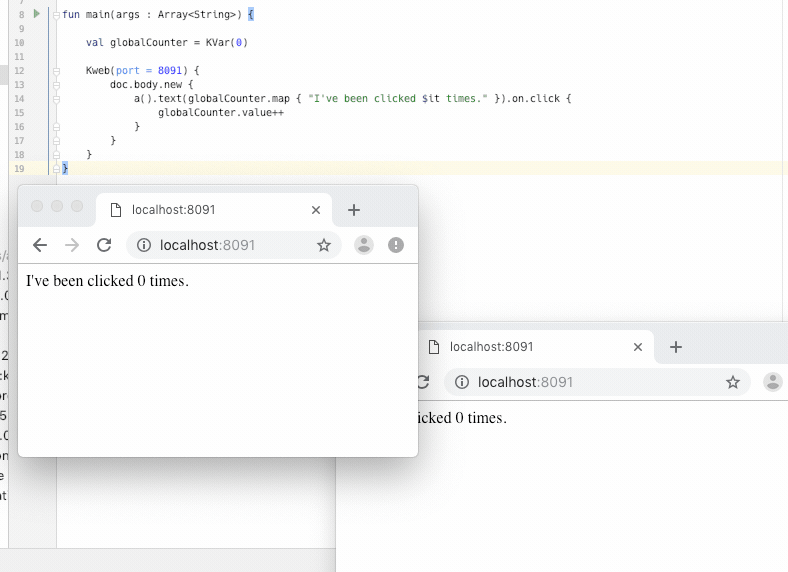 8 fun main(args : Array<String>) {
9
10 val globalCounter = KVar(0)
11
12 Kweb(port = 8091) {
13 doc.body.new {
14 a().text(globalCounter.map { "I've been clicked $it times." }).on.click {
15 globalCounter.value++
16 }
17 }
18 }
19 }
localhost:8091
localhost:8091
I've been clicked 0 times.
localhost:8091
localhost:8091
icked 0 times.